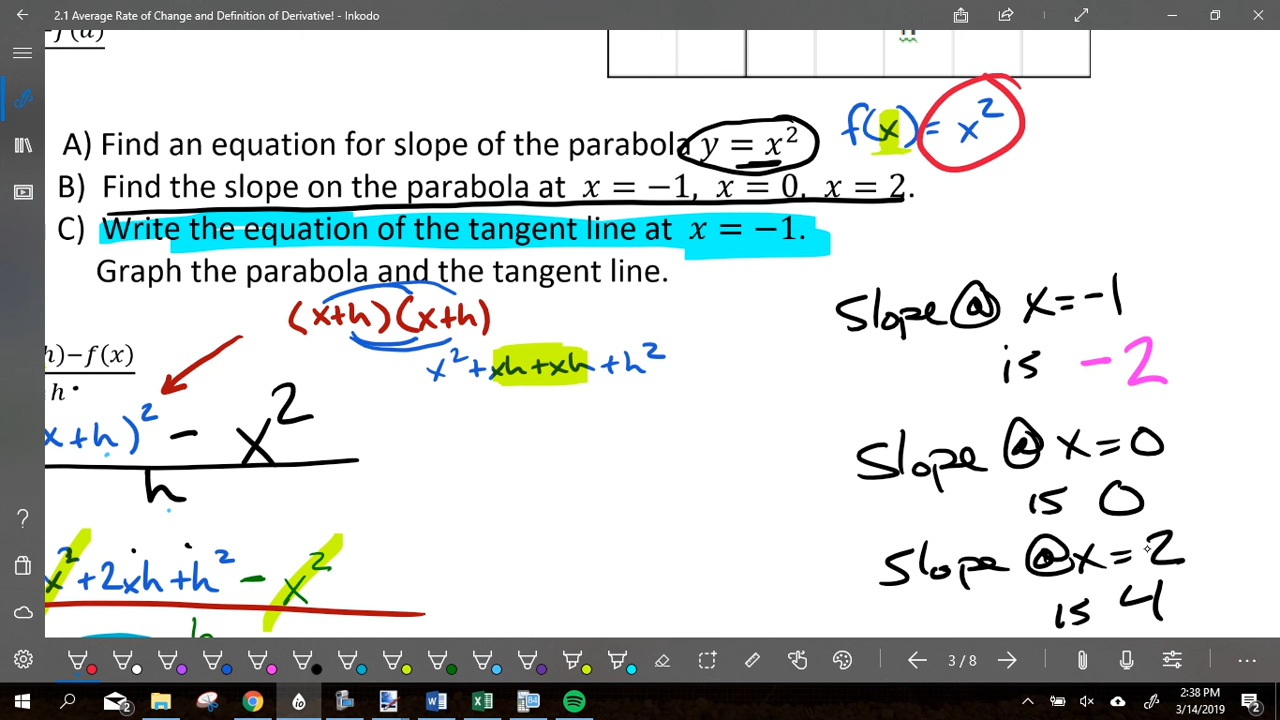 2.1 Average Rate of Change and Definition of Derivative! - Inkodo
−f(a)
f(x) = x²
A) Find an equation for slope of the parabola y = x²
B) Find the slope on the parabola at x = −1, x = 0, x = 2.
C) Write the equation of the tangent line at x = −1.
Graph the parabola and the tangent line.
(x+h)(x+h)
x²+xh+xh+h²
h)−f(x)
h
x+h)² − x²
h
x²+2xh+h² − x²
h
Slope @ x=-1
is -2
Slope @ x=0
is 0
Slope @ x=2
is 4
3 / 8
2:38 PM
3/14/2019